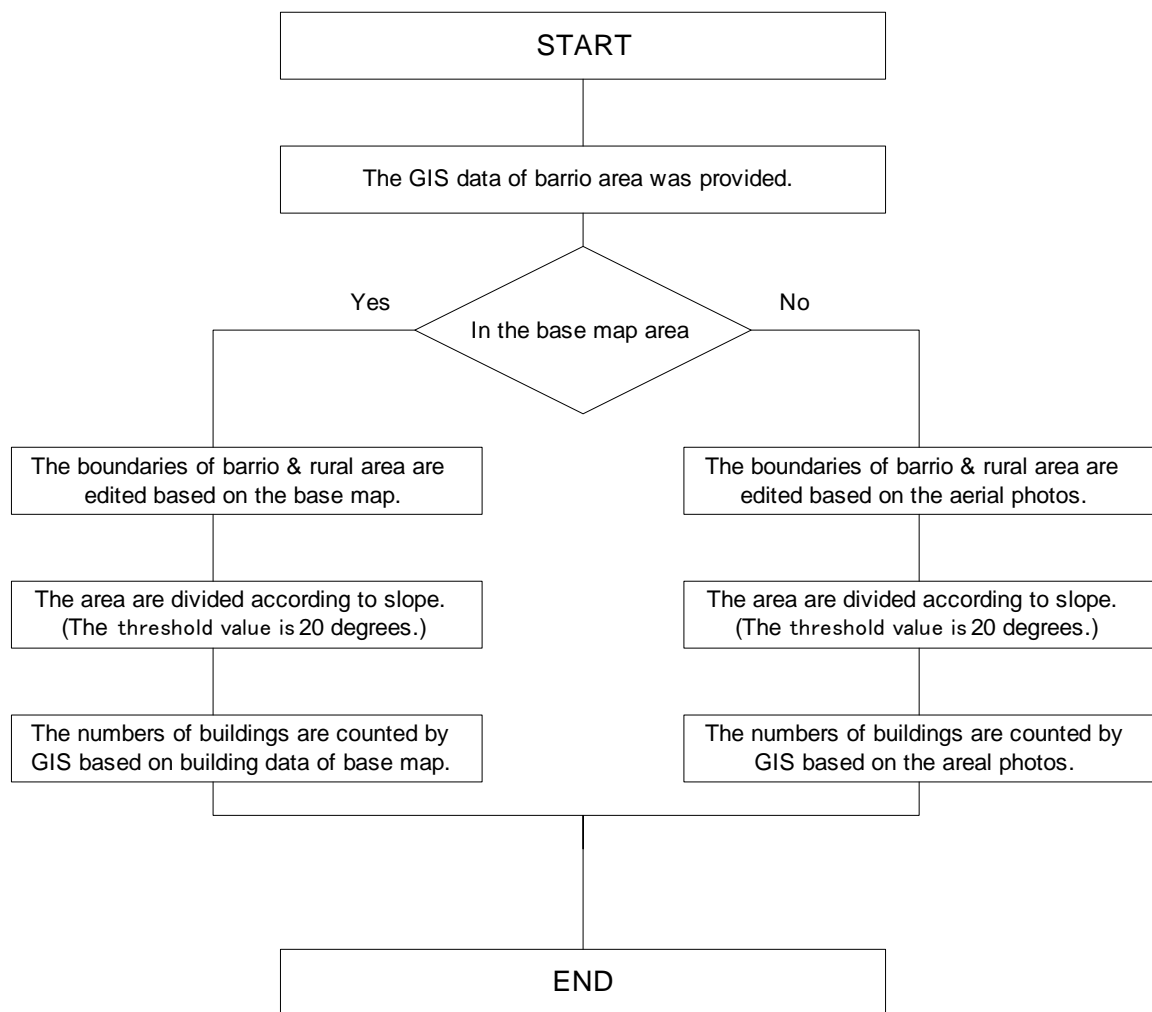 START
The GIS data of barrio area was provided.
Yes
No
In the base map area
The boundaries of barrio & rural area are
edited based on the base map.
The boundaries of barrio & rural area are
edited based on the aerial photos.
The area are divided according to slope.
(The threshold value is 20 degrees.)
The area are divided according to slope.
(The threshold value is 20 degrees.)
The numbers of buildings are counted by
GIS based on building data of base map.
The numbers of buildings are counted by
GIS based on the areal photos.
END